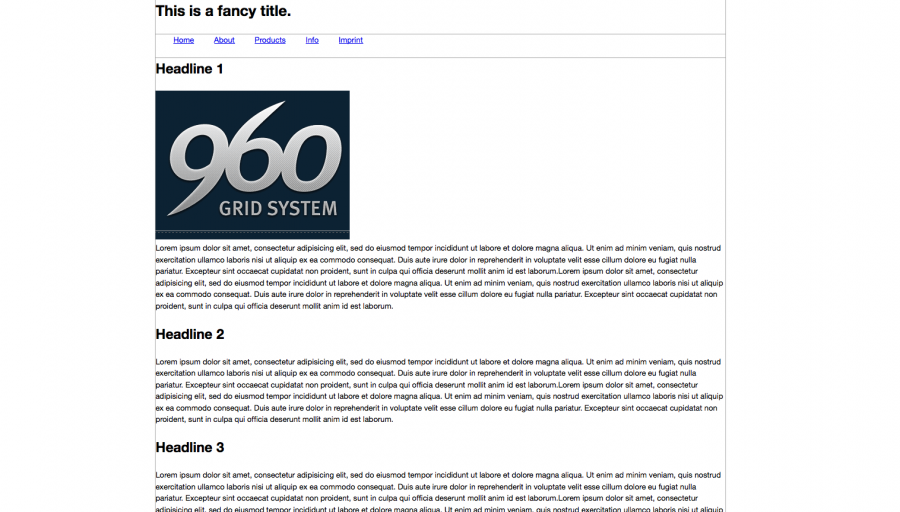 This is a fancy title.
Home About Products Info Imprint
Headline 1
960
GRID SYSTEM
Lorem ipsum dolor sit amet, consectetur adipisicing elit, sed do eiusmod tempor incididunt ut labore et dolore magna aliqua. Ut enim ad minim veniam, quis nostrud
exercitation ullamco laboris nisi ut aliquip ex ea commodo consequat. Duis aute irure dolor in reprehenderit in voluptate velit esse cillum dolore eu fugiat nulla
pariatur. Excepteur sint occaecat cupidatat non proident, sunt in culpa qui officia deserunt mollit anim id est laborum.Lorem ipsum dolor sit amet, consectetur
adipisicing elit, sed do eiusmod tempor incididunt ut labore et dolore magna aliqua. Ut enim ad minim veniam, quis nostrud exercitation ullamco laboris nisi ut aliquip
ex ea commodo consequat. Duis aute irure dolor in reprehenderit in voluptate velit esse cillum dolore eu fugiat nulla pariatur. Excepteur sint occaecat cupidatat non
proident, sunt in culpa qui officia deserunt mollit anim id est laborum.
Headline 2
Lorem ipsum dolor sit amet, consectetur adipisicing elit, sed do eiusmod tempor incididunt ut labore et dolore magna aliqua. Ut enim ad minim veniam, quis nostrud
exercitation ullamco laboris nisi ut aliquip ex ea commodo consequat. Duis aute irure dolor in reprehenderit in voluptate velit esse cillum dolore eu fugiat nulla
pariatur. Excepteur sint occaecat cupidatat non proident, sunt in culpa qui officia deserunt mollit anim id est laborum.Lorem ipsum dolor sit amet, consectetur
adipisicing elit, sed do eiusmod tempor incididunt ut labore et dolore magna aliqua. Ut enim ad minim veniam, quis nostrud exercitation ullamco laboris nisi ut aliquip
ex ea commodo consequat. Duis aute irure dolor in reprehenderit in voluptate velit esse cillum dolore eu fugiat nulla pariatur. Excepteur sint occaecat cupidatat non
proident, sunt in culpa qui officia deserunt mollit anim id est laborum.
Headline 3
Lorem ipsum dolor sit amet, consectetur adipisicing elit, sed do eiusmod tempor incididunt ut labore et dolore magna aliqua. Ut enim ad minim veniam, quis nostrud
exercitation ullamco laboris nisi ut aliquip ex ea commodo consequat. Duis aute irure dolor in reprehenderit in voluptate velit esse cillum dolore eu fugiat nulla
pariatur. Excepteur sint occaecat cupidatat non proident, sunt in culpa qui officia deserunt mollit anim id est laborum.Lorem ipsum dolor sit amet, consectetur
adipisicing elit, sed do eiusmod tempor incididunt ut labore et dolore magna aliqua. Ut enim ad minim veniam, quis nostrud exercitation ullamco laboris nisi ut aliquip